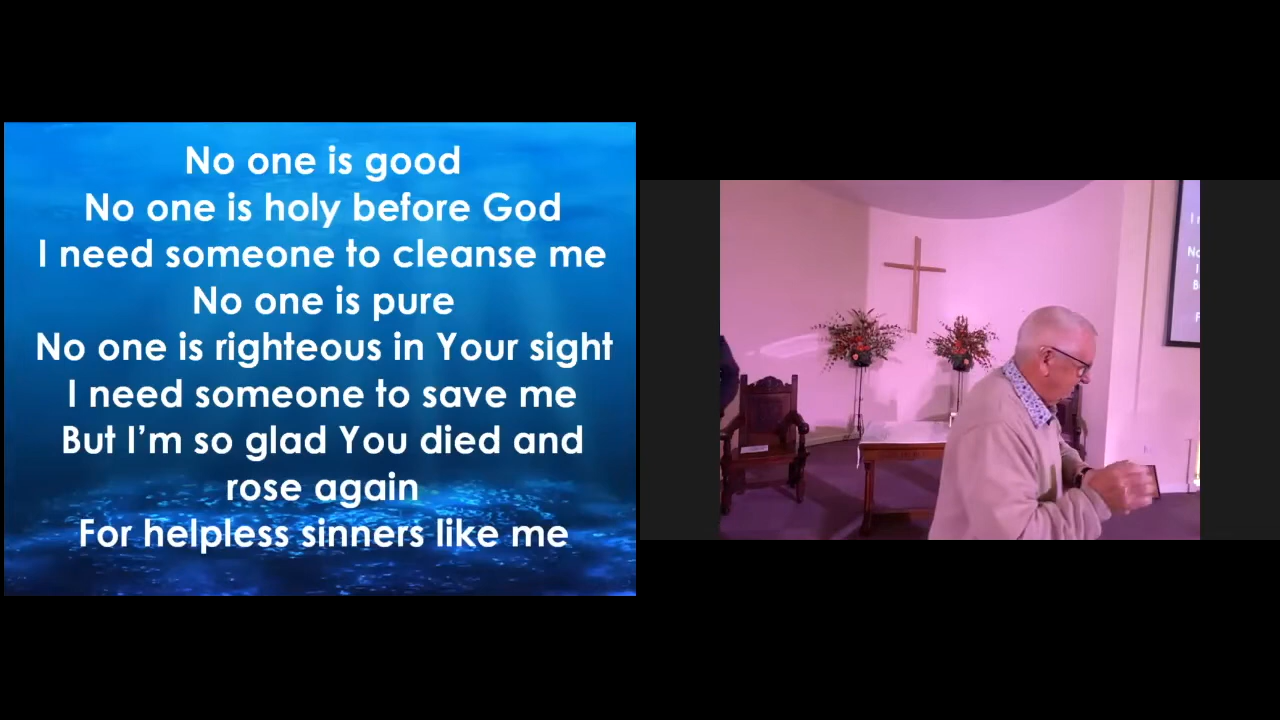 No one is good
No one is holy before God
I need someone to cleanse me
No one is pure
No one is righteous in Your sight
I need someone to save me
But I’m so glad You died and
rose again
For helpless sinners like me